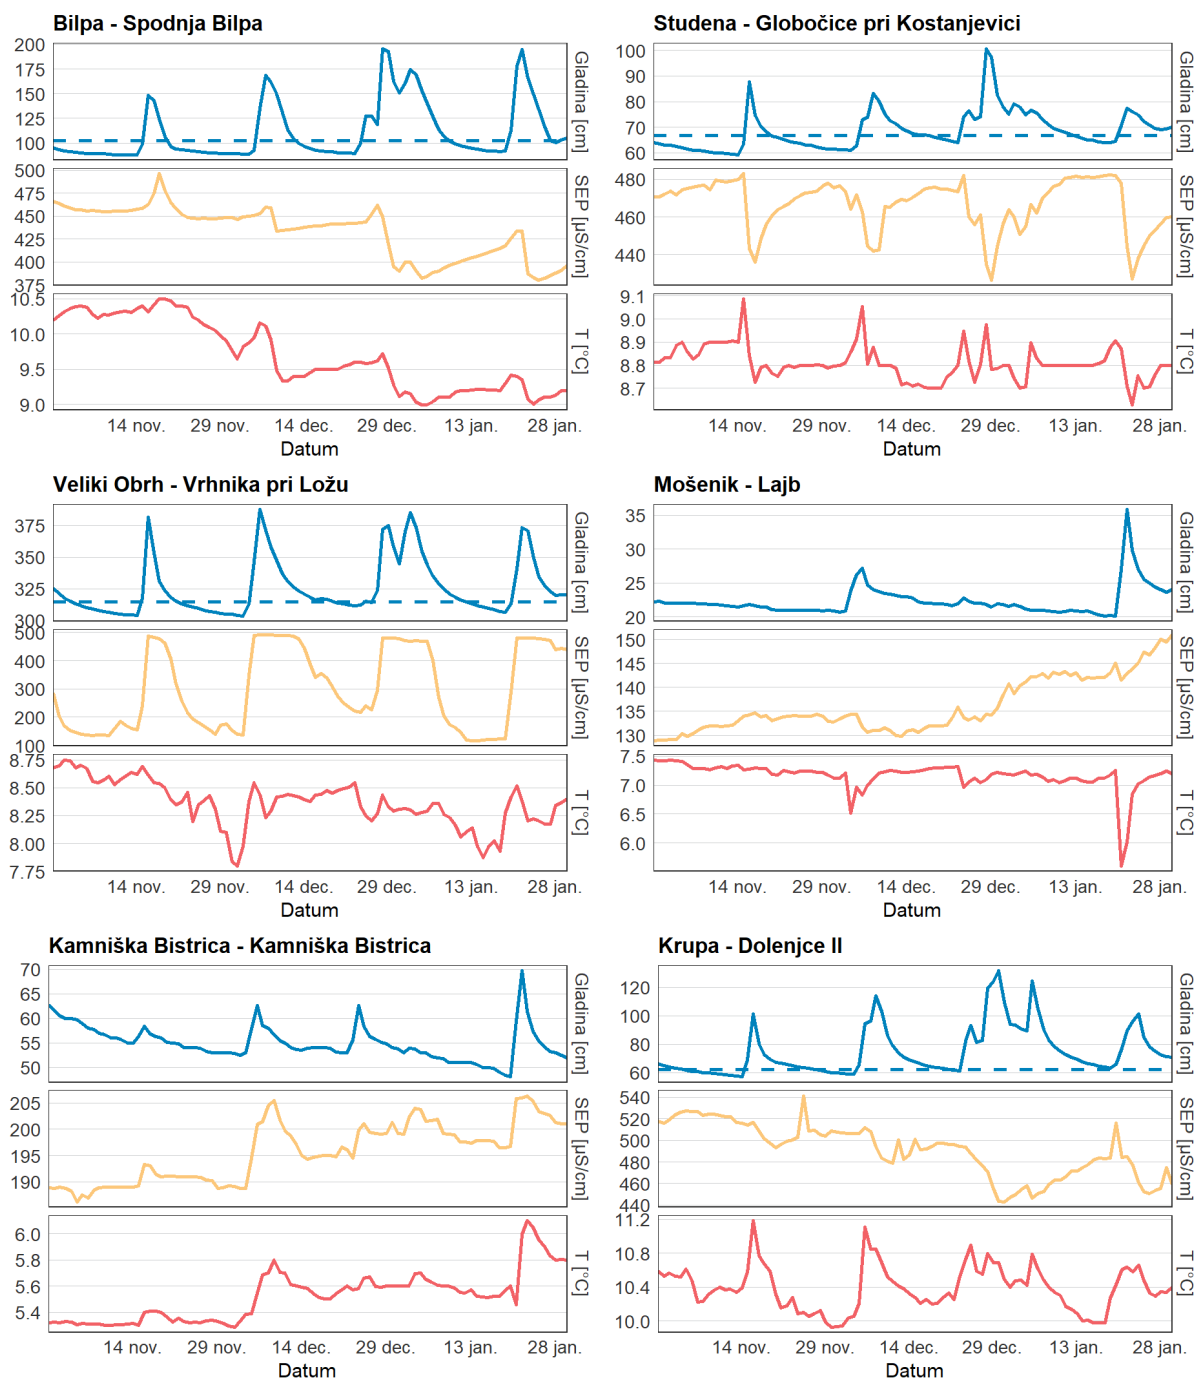 Bilpa - Spodnja Bilpa
200
175
150
125
100
Gladina [cm]
500
475
450
425
400
375
SEP [µS/cm]
10.5
10.0
9.5
9.0
T [°C]
14 nov. 29 nov. 14 dec. 29 dec. 13 jan. 28 jan.
Datum
Studena - Globočice pri Kostanjevici
100
90
80
70
60
Gladina [cm]
480
460
440
SEP [µS/cm]
9.1
9.0
8.9
8.8
8.7
T [°C]
14 nov. 29 nov. 14 dec. 29 dec. 13 jan. 28 jan.
Datum
Veliki Obrh - Vrhnika pri Ložu
375
350
325
300
Gladina [cm]
500
400
300
200
100
SEP [µS/cm]
8.75
8.50
8.25
8.00
7.75
T [°C]
14 nov. 29 nov. 14 dec. 29 dec. 13 jan. 28 jan.
Datum
Mošenik - Lajb
35
30
25
20
Gladina [cm]
150
145
140
135
130
SEP [µS/cm]
7.5
7.0
6.5
6.0
T [°C]
14 nov. 29 nov. 14 dec. 29 dec. 13 jan. 28 jan.
Datum
Kamniška Bistrica - Kamniška Bistrica
70
65
60
55
50
Gladina [cm]
205
200
195
190
SEP [µS/cm]
6.0
5.8
5.6
5.4
T [°C]
14 nov. 29 nov. 14 dec. 29 dec. 13 jan. 28 jan.
Datum
Krupa - Dolenjce II
120
100
80
60
Gladina [cm]
540
520
500
480
460
440
SEP [µS/cm]
11.2
10.8
10.4
10.0
T [°C]
14 nov. 29 nov. 14 dec. 29 dec. 13 jan. 28 jan.
Datum